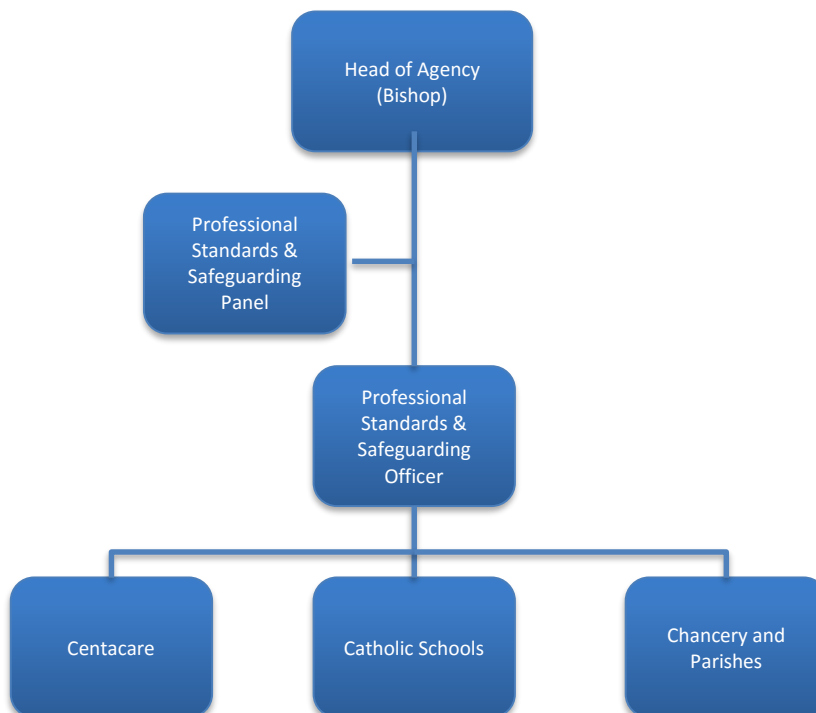 Head of Agency
(Bishop)
Professional
Standards &
Safeguarding
Panel
Professional
Standards &
Safeguarding
Officer
Centacare
Catholic Schools
Chancery and
Parishes